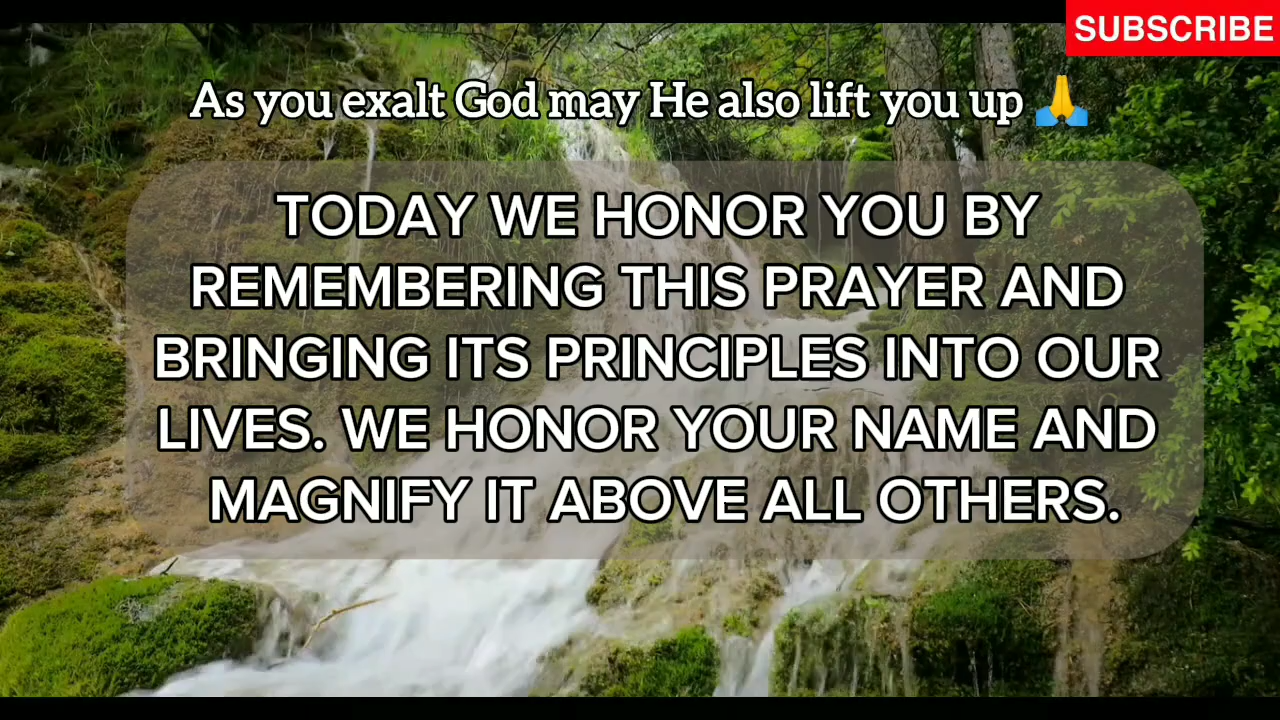 SUBSCRIBE
As you exalt God may He also lift you up 🙏
TODAY WE HONOR YOU BY
REMEMBERING THIS PRAYER AND
BRINGING ITS PRINCIPLES INTO OUR
LIVES. WE HONOR YOUR NAME AND
MAGNIFY IT ABOVE ALL OTHERS.